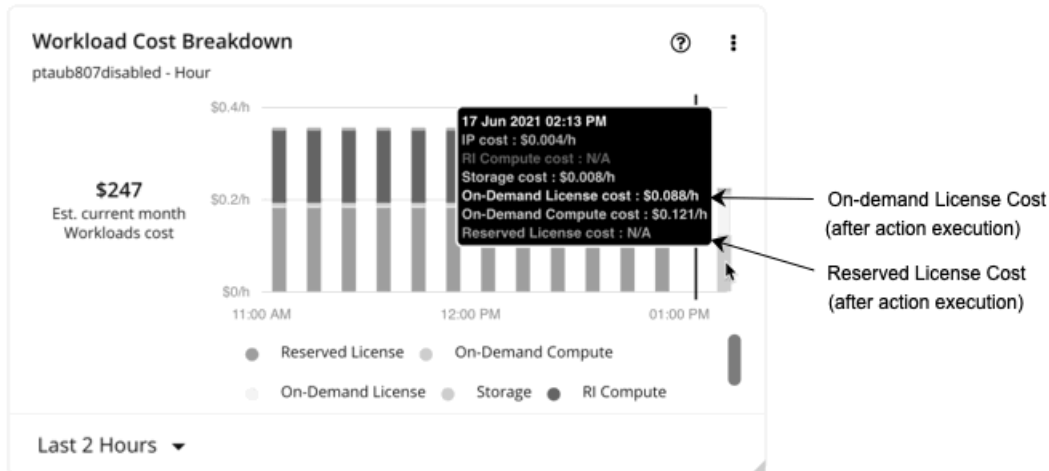 Workload Cost Breakdown
ptaub807disabled - Hour
$0.4/h
17 Jun 2021 02:13 PM
IP cost : $0.004/h
RI Compute cost : N/A
Storage cost : $0.008/h
On-Demand License cost : $0.088/h
On-Demand Compute cost : $0.121/h
Reserved License cost : N/A
$247
Est. current month
Workloads cost
$0.2/h
$0/h
11:00 AM 12:00 PM 01:00 PM
Reserved License On-Demand Compute
On-Demand License Storage RI Compute
Last 2 Hours
On-demand License Cost
(after action execution)
Reserved License Cost
(after action execution)